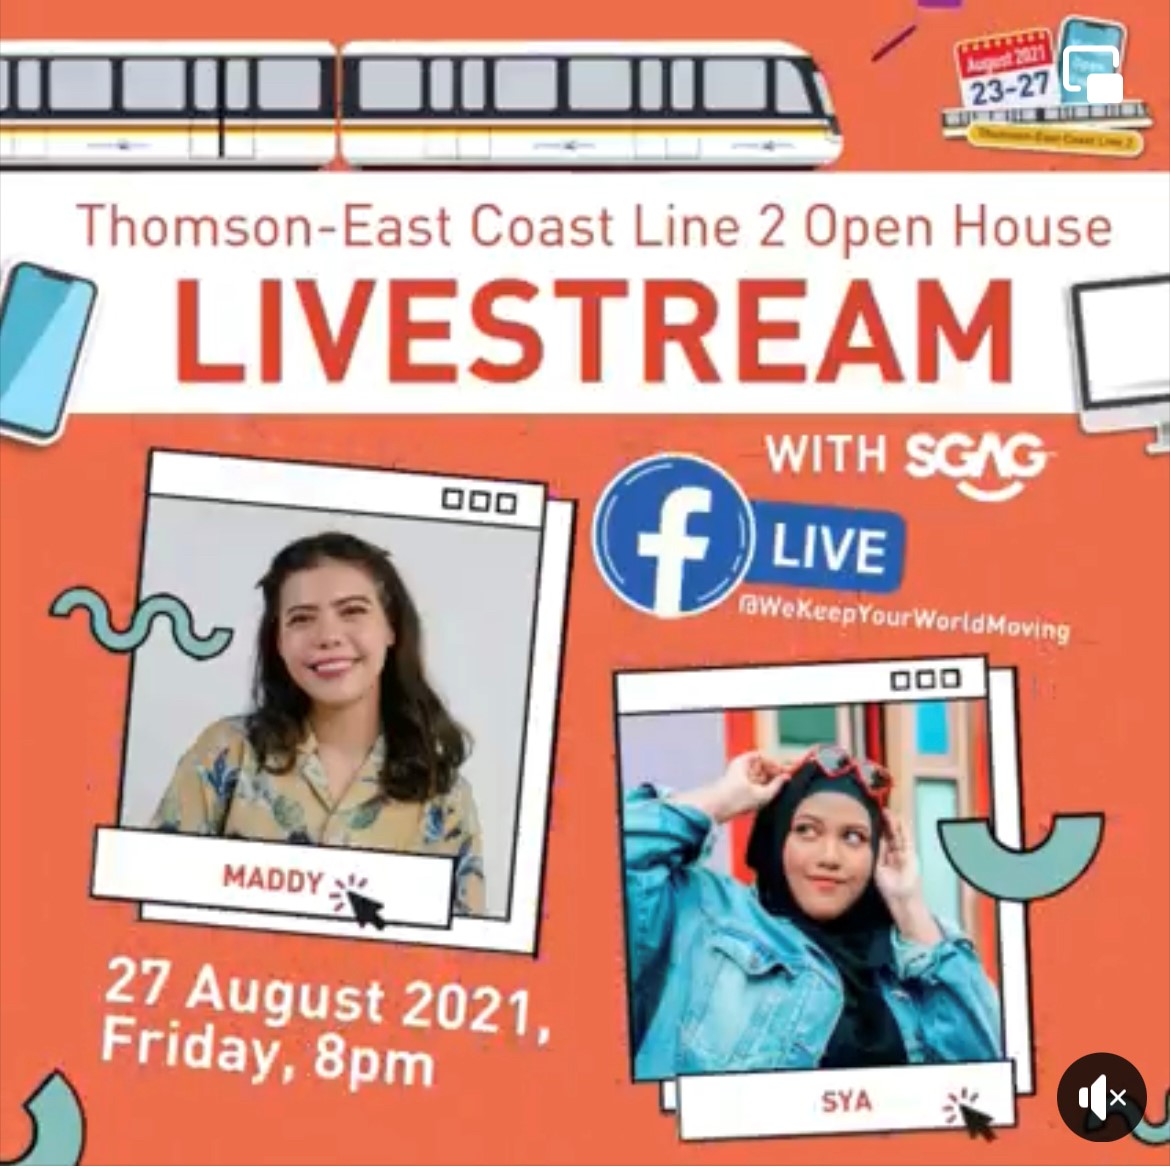 August 2021
23-27
Open
Thomson-East Coast Line 2
Thomson-East Coast Line 2 Open House
LIVESTREAM
WITH SGAG
f LIVE
@WeKeepYourWorldMoving
MADDY
27 August 2021,
Friday, 8pm
SYA